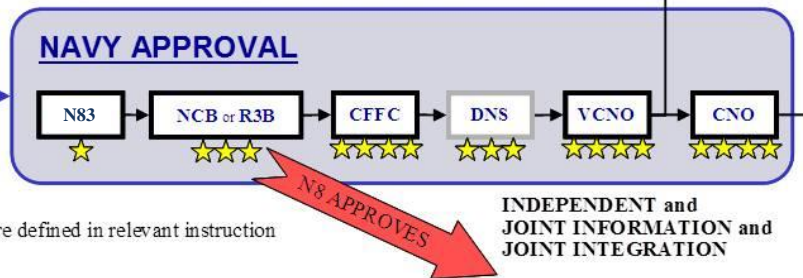 NAVY APPROVAL
N83
NCB or R3B
CFFC
DNS
VCNO
CNO
N8 APPROVES
INDEPENDENT and
JOINT INFORMATION and
JOINT INTEGRATION
defined in relevant instruction